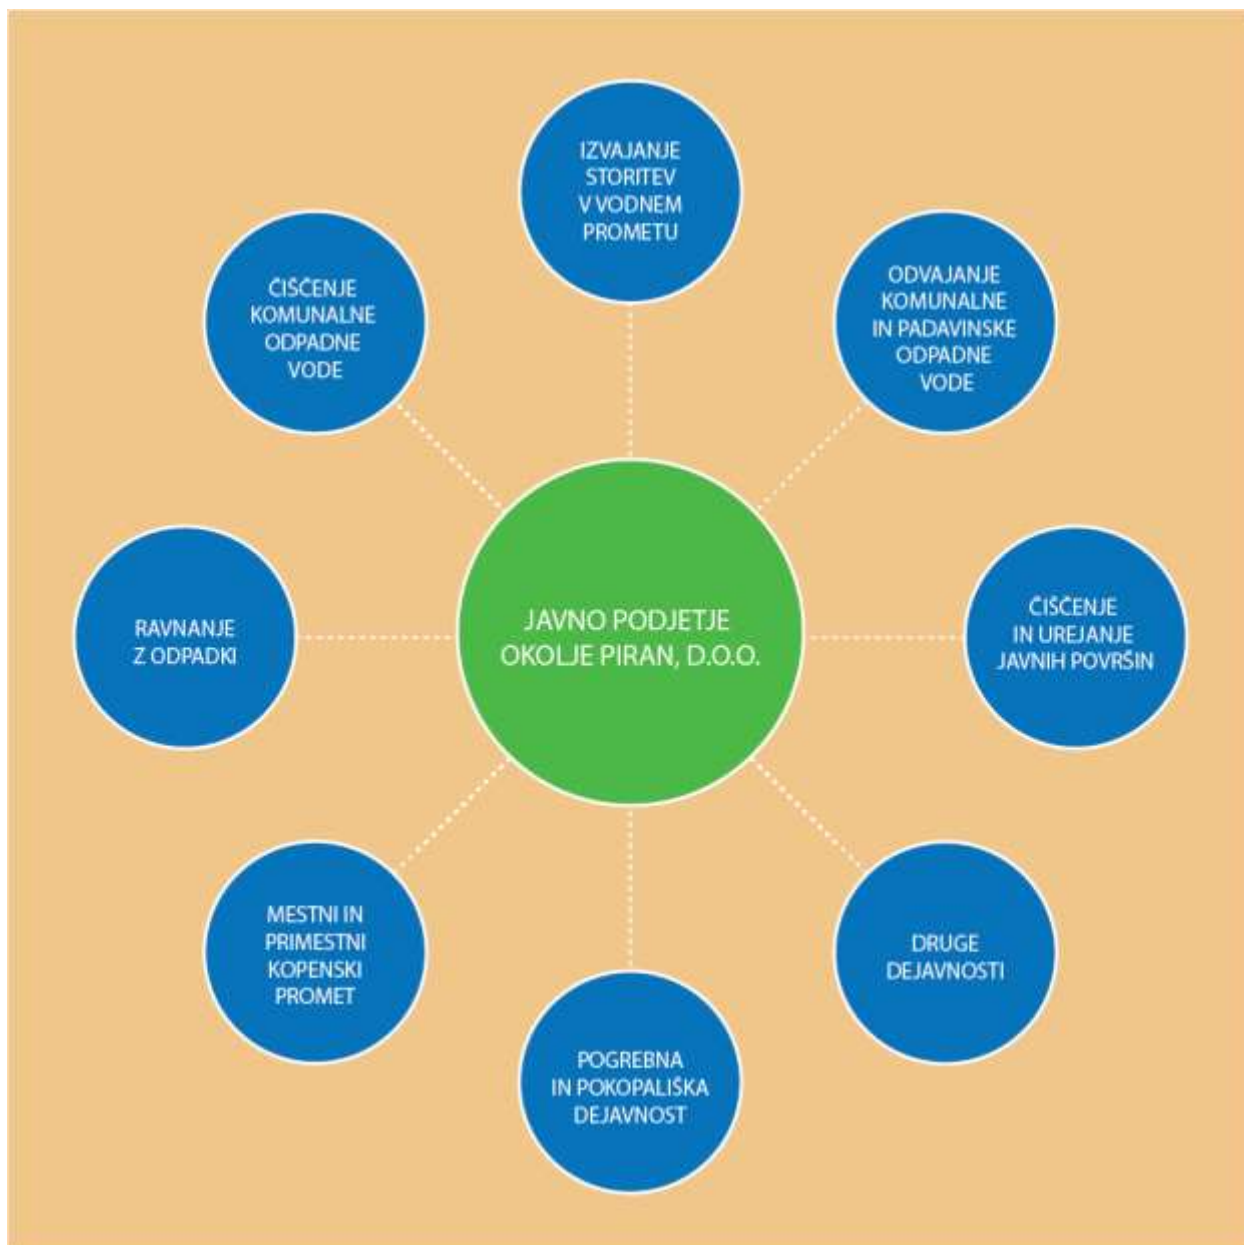 IZVAJANJE
STORITEV
V VODNEM
PROMETU
ODVAJANJE
KOMUNALNE
IN PADAVINSKE
ODPADNE
VODE
ČIŠČENJE
KOMUNALNE
ODPADNE
VODE
JAVNO PODJETJE
OKOLJE PIRAN, D.O.O.
ČIŠČENJE
IN UREJANJE
JAVNIH POVRŠIN
RAVNANJE
Z ODPADKI
MESTNI IN
PRIMESTNI
KOPENSKI
PROMET
DRUGE
DEJAVNOSTI
POGREBNA
IN POKOPALIŠKA
DEJAVNOST